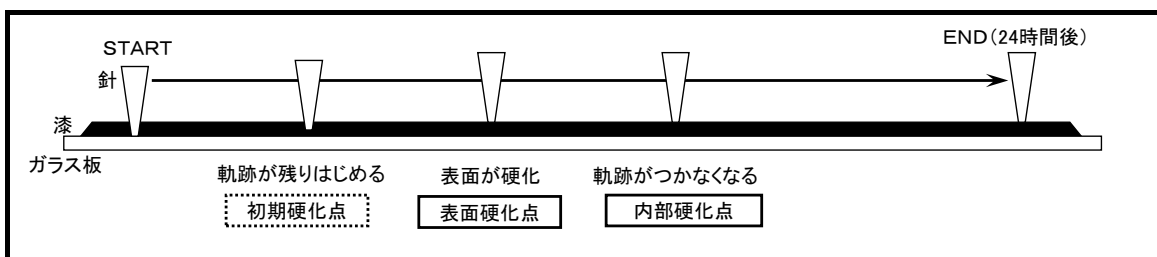 START
END(24時間後)
針
漆
ガラス板
軌跡が残りはじめる
表面が硬化
軌跡がつかなくなる
初期硬化点
表面硬化点
内部硬化点